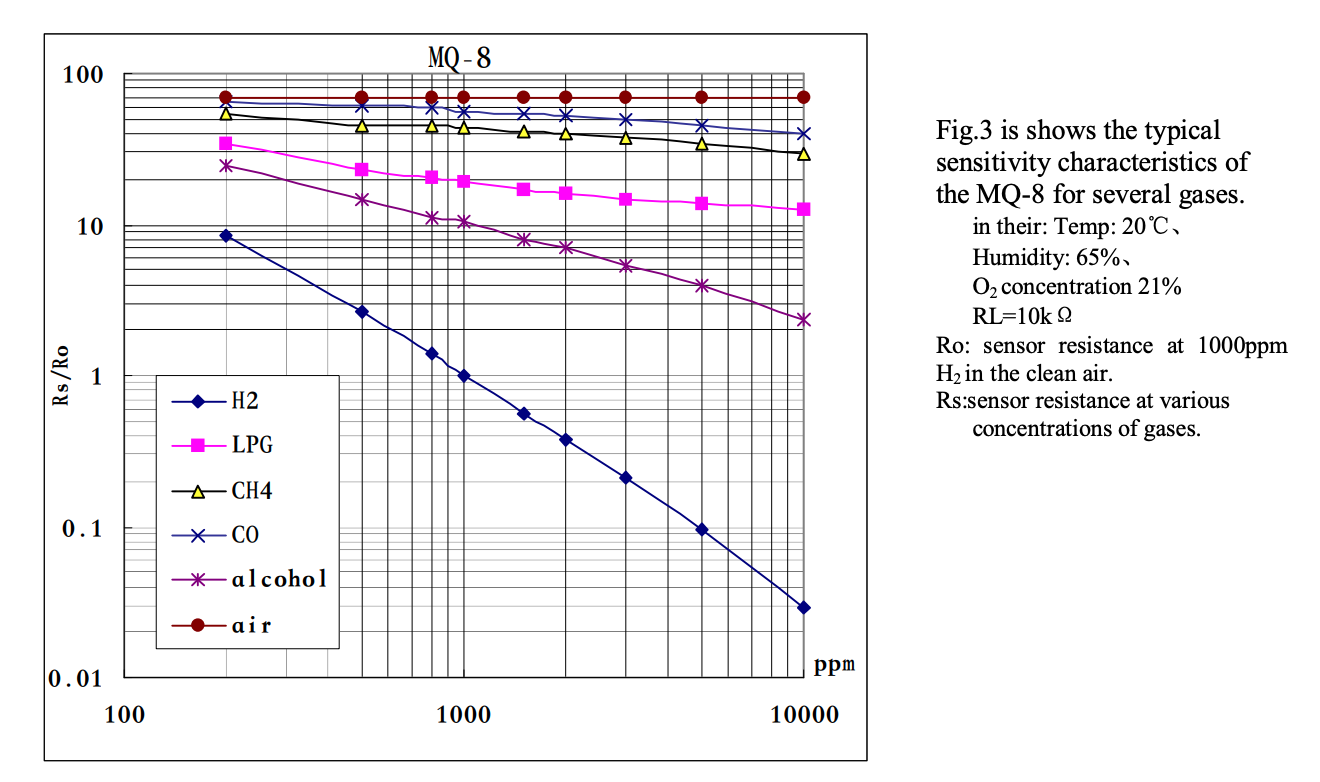 MQ-8
100
10
1
0.1
0.01
Rs/Ro
H2
LPG
CH4
CO
alcohol
air
ppm
100
1000
10000
Fig.3 is shows the typical
sensitivity characteristics of
the MQ-8 for several gases.
in their: Temp: 20℃、
Humidity: 65%、
O₂ concentration 21%
RL=10k Ω
Ro: sensor resistance at 1000ppm
H₂ in the clean air.
Rs:sensor resistance at various
concentrations of gases.